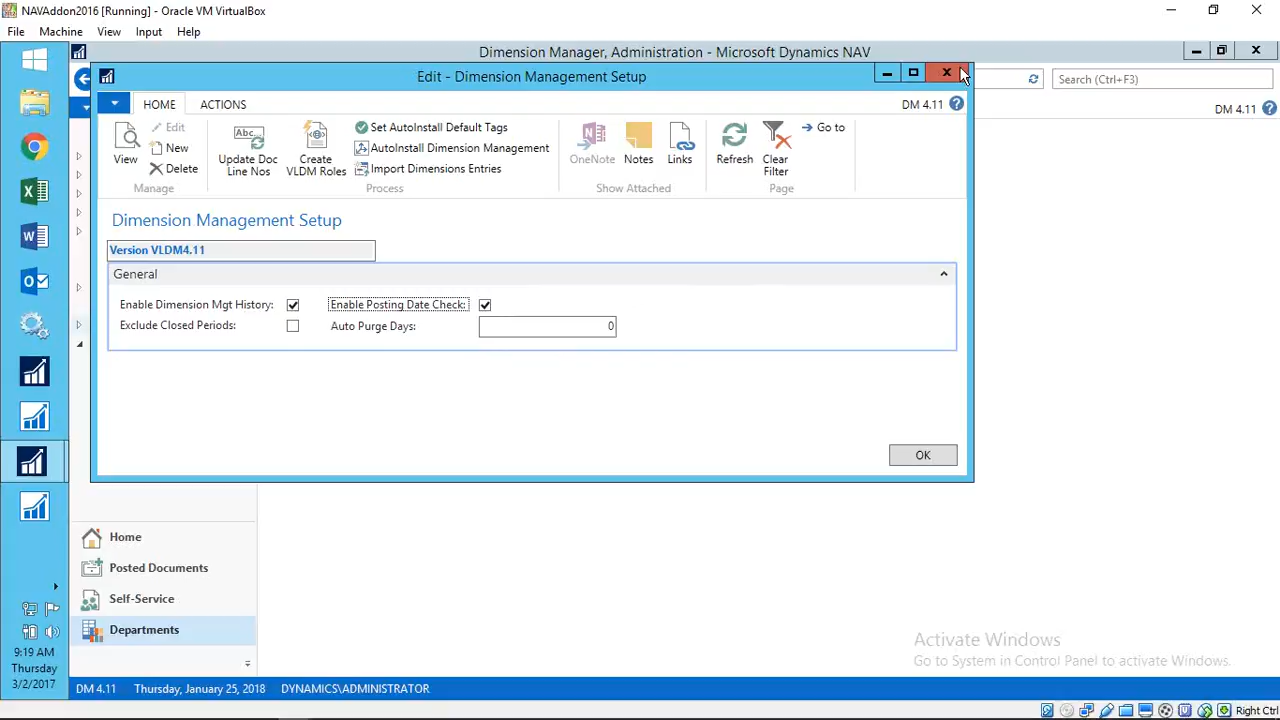 NAVAddon2016 [Running] - Oracle VM VirtualBox
File Machine View Input Help
Dimension Manager, Administration - Microsoft Dynamics NAV
Edit - Dimension Management Setup
Search (Ctrl+F3)
HOME ACTIONS
DM 4.11
DM 4.11
View
Edit
New
Delete
Manage
Abc...
Update Doc
Line Nos
Create
VLDM Roles
Set AutoInstall Default Tags
AutoInstall Dimension Management
Import Dimensions Entries
Process
OneNote
Notes
Links
Show Attached
Refresh
Clear
Filter
Go to
Page
Dimension Management Setup
Version VLDM4.11
General
Enable Dimension Mgt History:
Enable Posting Date Check:
Exclude Closed Periods:
Auto Purge Days:
0
OK
Home
Posted Documents
Self-Service
Departments
9:19 AM
Thursday
3/2/2017
Activate Windows
Go to System in Control Panel to activate Windows.
DM 4.11 Thursday, January 25, 2018 DYNAMICS\ADMINISTRATOR
Right Ctrl